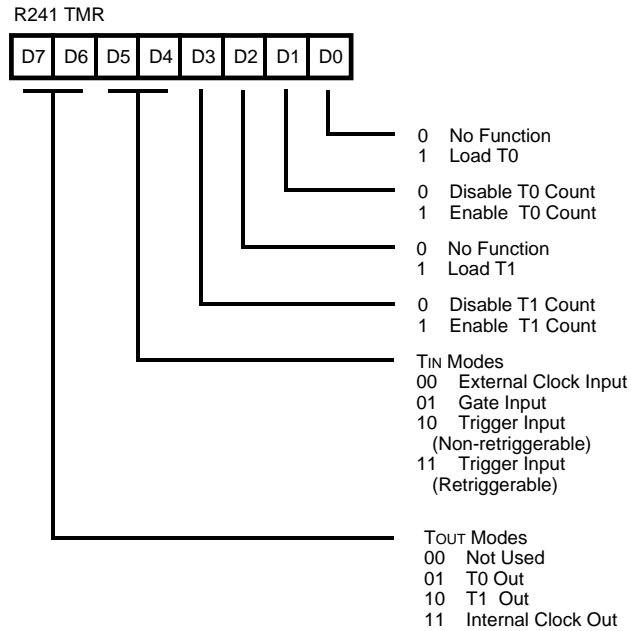 R241 TMR
D7 D6 D5 D4 D3 D2 D1 D0
0 No Function
1 Load T0
0 Disable T0 Count
1 Enable T0 Count
0 No Function
1 Load T1
0 Disable T1 Count
1 Enable T1 Count
TIN Modes
00 External Clock Input
01 Gate Input
10 Trigger Input
(Non-retriggerable)
11 Trigger Input
(Retriggerable)
TOUT Modes
00 Not Used
01 T0 Out
10 T1 Out
11 Internal Clock Out